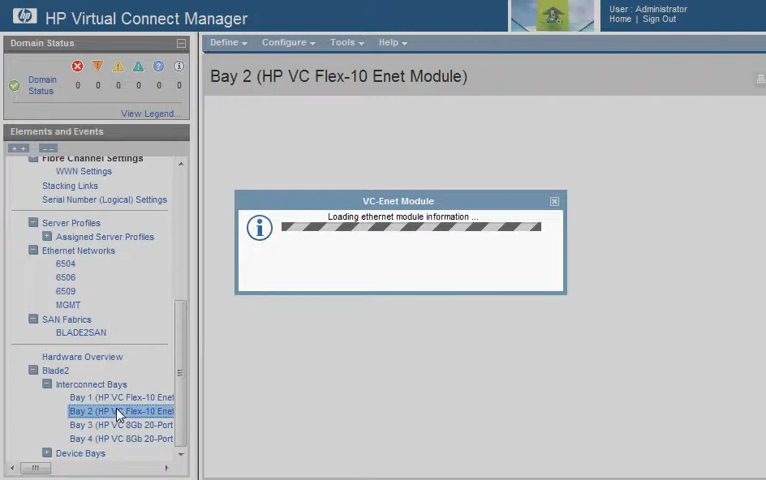 hp HP Virtual Connect Manager
User : Administrator
Home | Sign Out
Domain Status
Define Configure Tools Help
Domain Status 0 0 0 0 0 0
View Legend...
Bay 2 (HP VC Flex-10 Enet Module)
Elements and Events
Fibre Channel Settings
WWN Settings
Stacking Links
Serial Number (Logical) Settings
Server Profiles
Assigned Server Profiles
Ethernet Networks
6504
6506
6509
MGMT
SAN Fabrics
BLADE2SAN
Hardware Overview
Blade2
Interconnect Bays
Bay 1 (HP VC Flex-10 Enet
Bay 2 (HP VC Flex-10 Enet
Bay 3 (HP VC 8Gb 20-Port
Bay 4 (HP VC 8Gb 20-Port
Device Bays
VC-Enet Module
Loading ethernet module information ...